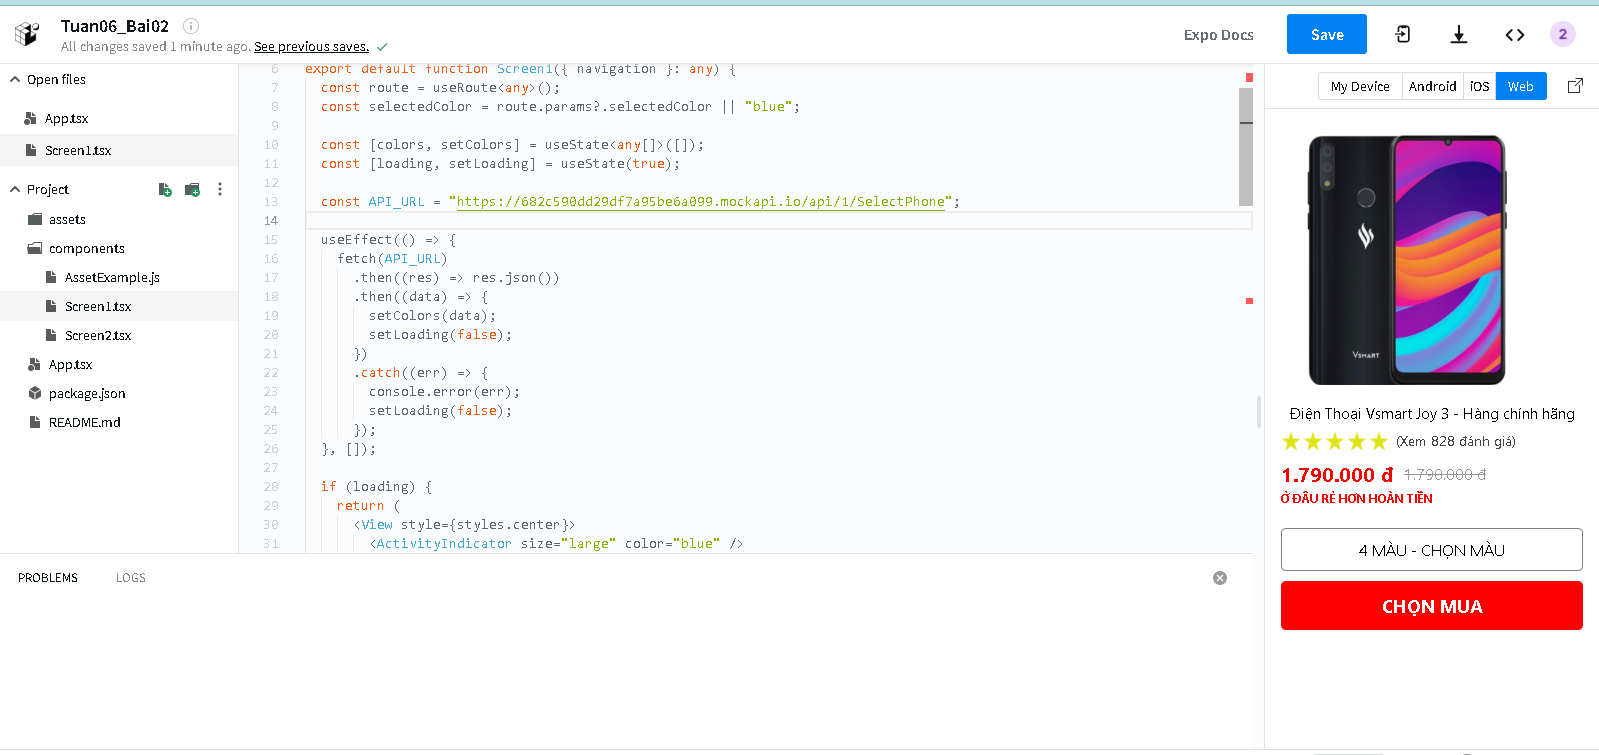 Tuan06_Bai02
All changes saved 1 minute ago. See previous saves.
Expo Docs
Save
2
Open files
App.tsx
Screen1.tsx
Project
assets
components
AssetExample.js
Screen1.tsx
Screen2.tsx
App.tsx
package.json
README.md
6 export default function Screen1({ navigation }: any) {
7 const route = useRoute<any>();
8 const selectedColor = route.params?.selectedColor || "blue";
9
10 const [colors, setColors] = useState<any[]>([]);
11 const [loading, setLoading] = useState(true);
12
13 const API_URL = "https://682c590dd29df7a95be6a099.mockapi.io/api/1/SelectPhone";
14
15 useEffect(() => {
16 fetch(API_URL)
17 .then((res) => res.json())
18 .then((data) => {
19 setColors(data);
20 setLoading(false);
21 })
22 .catch((err) => {
23 console.error(err);
24 setLoading(false);
25 });
26 }, []);
27
28 if (loading) {
29 return (
30 <View style={styles.center}>
31 <ActivityIndicator size="large" color="blue" />
PROBLEMS
LOGS
My Device
Android
iOS
Web
VSMART
Điện Thoại Vsmart Joy 3 - Hàng chính hãng
(Xem 828 đánh giá)
1.790.000 đ 1.790.000 đ
Ở ĐÂU RẺ HƠN HOÀN TIỀN
4 MÀU - CHỌN MÀU
CHỌN MUA